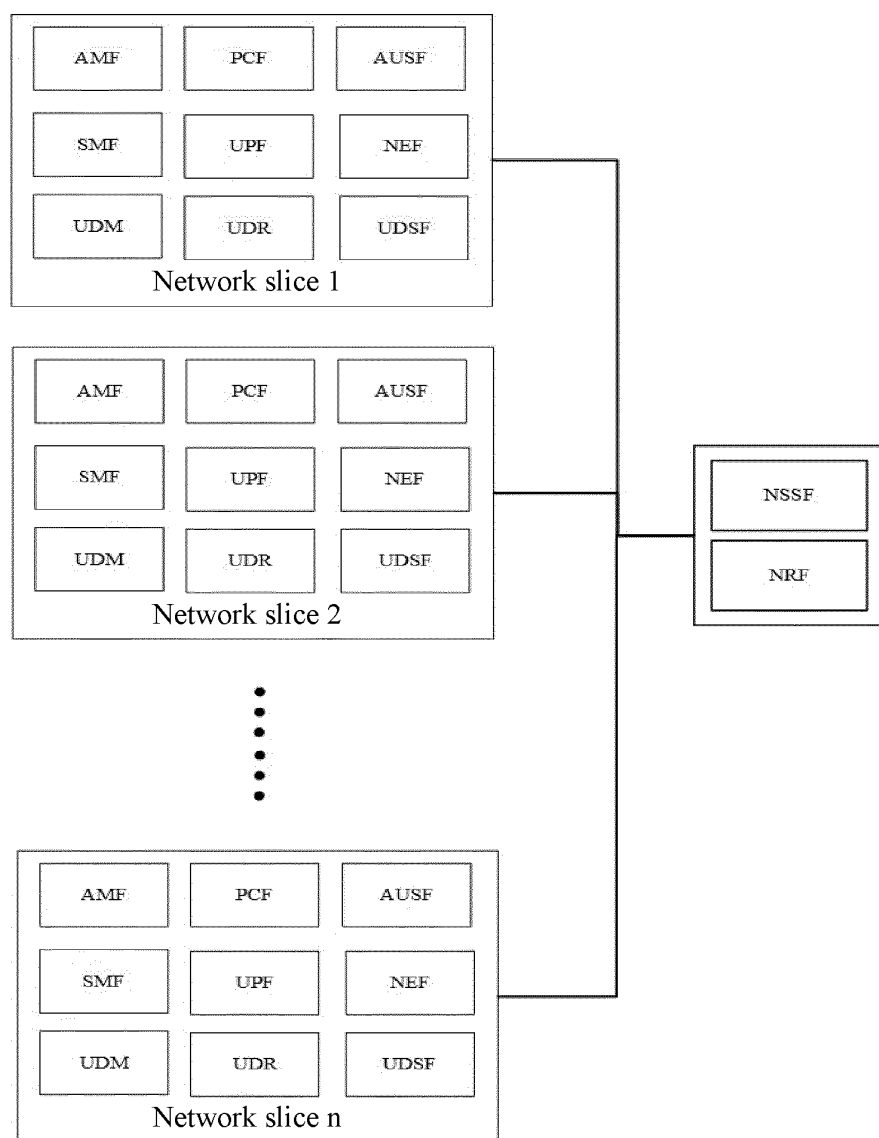 AMF PCF AUSF
SMF UPF NEF
UDM UDR UDSF
Network slice 1
AMF PCF AUSF
SMF UPF NEF
UDM UDR UDSF
Network slice 2
NSSF
NRF
AMF PCF AUSF
SMF UPF NEF
UDM UDR UDSF
Network slice n